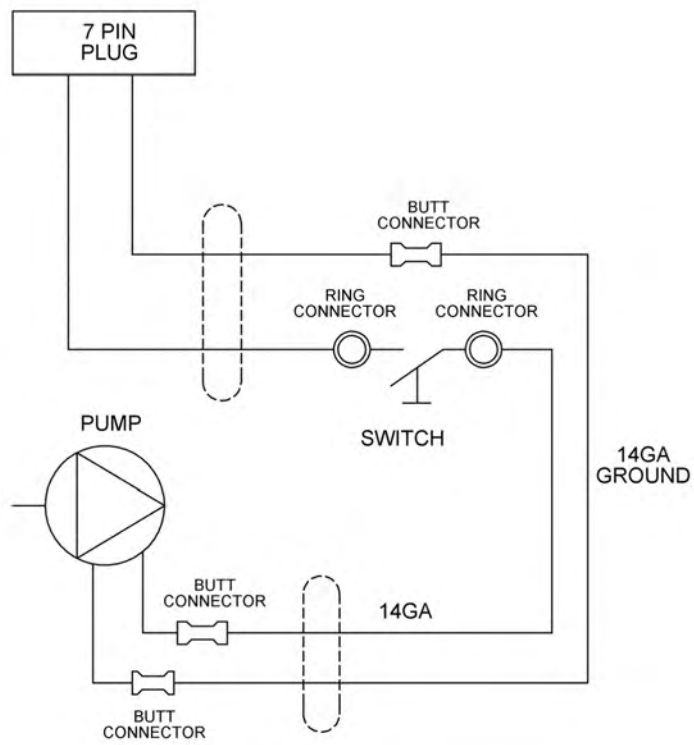 7 PIN
PLUG
BUTT
CONNECTOR
RING
CONNECTOR
RING
CONNECTOR
SWITCH
PUMP
14GA
GROUND
BUTT
CONNECTOR
14GA
BUTT
CONNECTOR